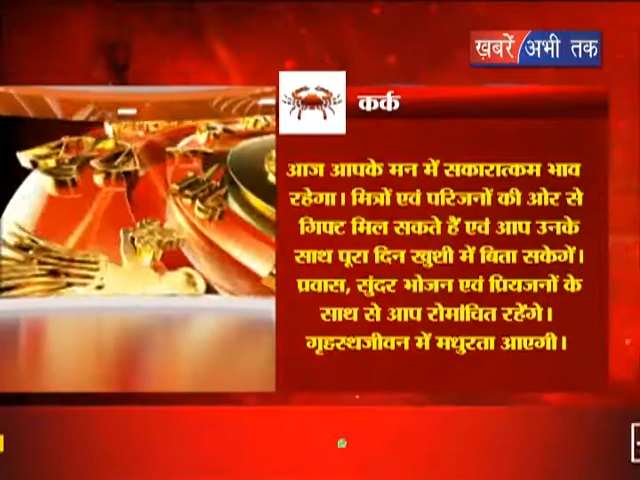 ख़बरें अभी तक
कर्क
आज आपके मन में सकारात्कम भाव
रहेगा। मित्रों एवं परिजनों की ओर से
गिफ्ट मिल सकते हैं एवं आप उनके
साथ पूरा दिन खुशी में बिता सकेगें।
प्रवास, सुंदर भोजन एवं प्रियजनों के
साथ से आप रोमांचित रहेंगे।
गृहस्थजीवन में मधुरता आएगी।